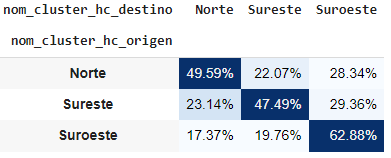 nom_cluster_hc_destino Norte Sureste Suroeste
nom_cluster_hc_origen
Norte 49.59% 22.07% 28.34%
Sureste 23.14% 47.49% 29.36%
Suroeste 17.37% 19.76% 62.88%